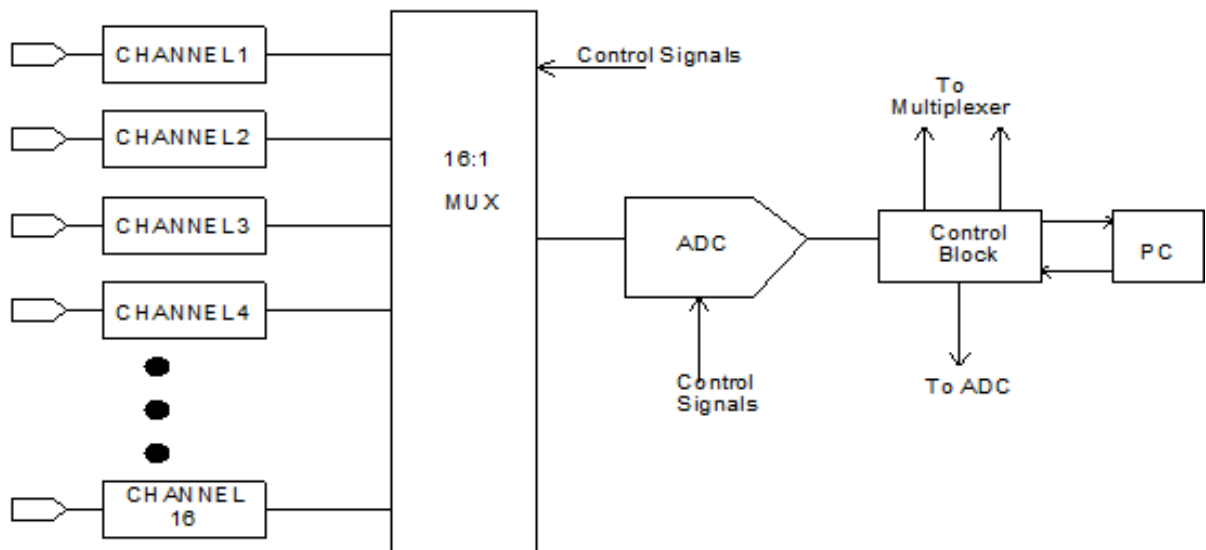 CHANNEL1
Control Signals
To
Multiplexer
CHANNEL2
16:1
MUX
CHANNEL3
ADC
Control
Block
PC
CHANNEL4
Control
Signals
To ADC
CHANNEL
16